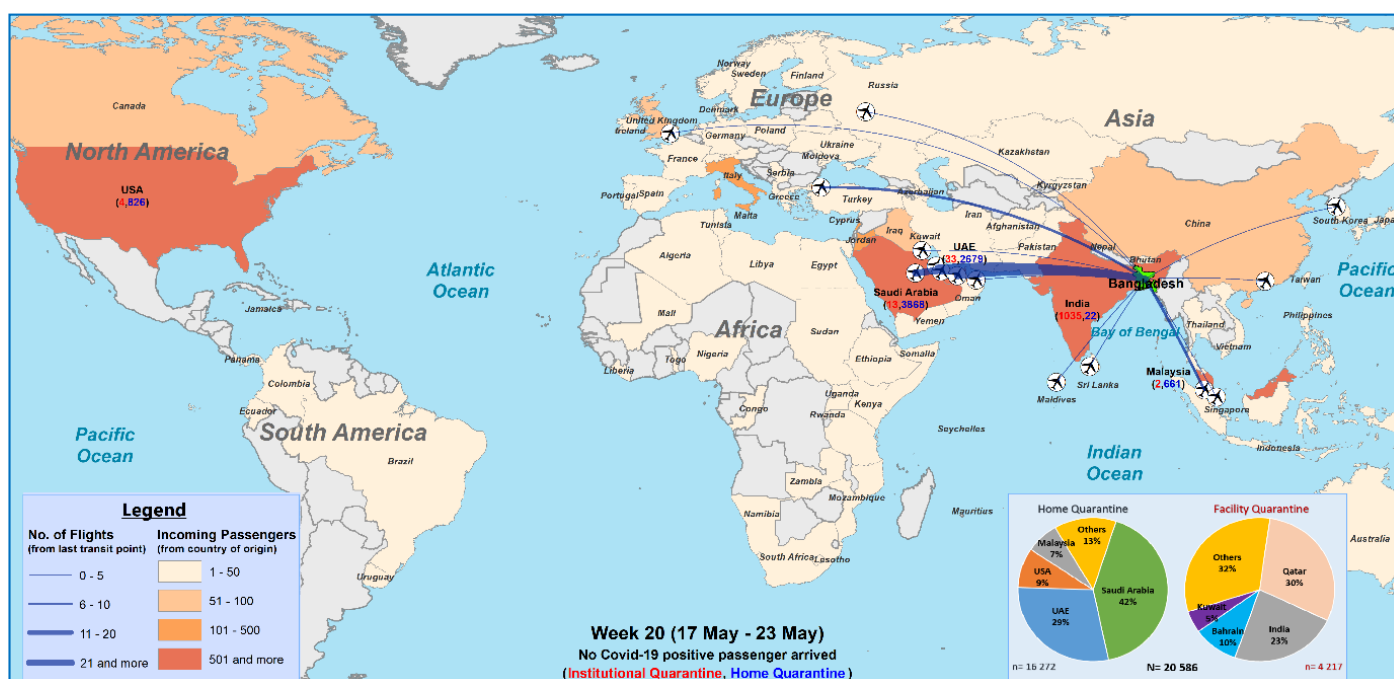 Norway
Sweden
Finland
Russia
Europe
Asia
Canada
North America
United Kingdom
Ireland
Denmark
Germany
Poland
Ukraine
Moldova
Kazakhstan
France
Italy
Serbia
Kyrgyzstan
USA
(4,826)
Portugal
Spain
Greece
Turkey
Azerbaijan
China
South Korea
Malta
Tunisia
Cyprus
Iran
Afghanistan
Iraq
Jordan
Kuwait
Pakistan
Nepal
Bhutan
UAE
(33,2679)
Atlantic
Ocean
Algeria
Libya
Egypt
Saudi Arabia
(13,3868)
Oman
Yemen
India
(1035,22)
Bangladesh
Bay of Bengal
Taiwan
Pacific
Ocean
Jamaica
Mali
Africa
Sudan
Thailand
Philippines
Vietnam
Panama
Liberia
Togo
Nigeria
Ethiopia
Somalia
Colombia
Ecuador
Maldives
Sri Lanka
Malaysia
(2,661)
Singapore
Congo
Uganda
Kenya
Rwanda
Seychelles
Indonesia
South America
Pacific
Ocean
Brazil
Indian
Ocean
Zambia
Mozambique
Namibia
Mauritius
South Africa
Lesotho
Australia
Uruguay
Legend
No. of Flights
(from last transit point)
0 - 5
6 - 10
11 - 20
21 and more
Incoming Passengers
(from country of origin)
1 - 50
51 - 100
101 - 500
501 and more
Week 20 (17 May - 23 May)
No Covid-19 positive passenger arrived
(Institutional Quarantine, Home Quarantine)
Home Quarantine
Others
13%
Malaysia
7%
USA
9%
Saudi Arabia
42%
UAE
29%
n= 16 272
Facility Quarantine
Others
32%
Qatar
30%
Kuwait
5%
Bahrain
10%
India
23%
N= 20 586
n= 4 217